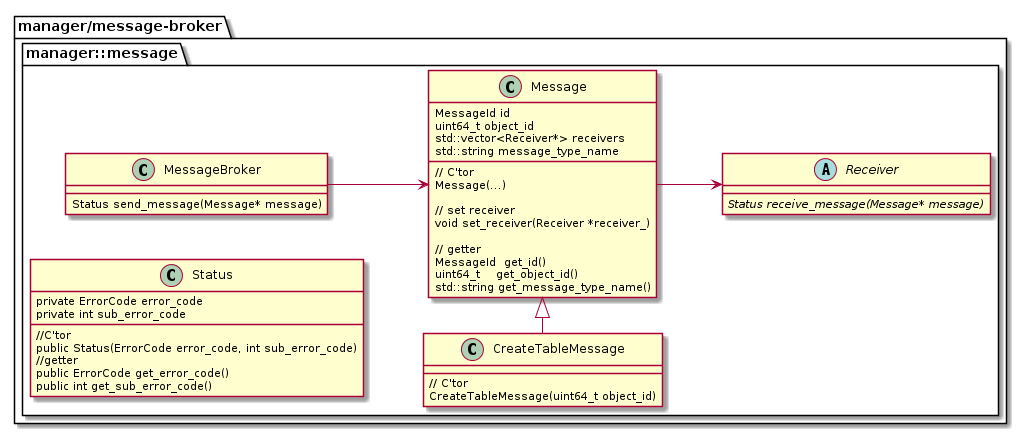 manager/message-broker
manager::message
C MessageBroker
Status send_message(Message* message)
C Message
MessageId id
uint64_t object_id
std::vector<Receiver*> receivers
std::string message_type_name
// C'tor
Message(...)
// set receiver
void set_receiver(Receiver *receiver_)
// getter
MessageId  get_id()
uint64_t    get_object_id()
std::string get_message_type_name()
A Receiver
Status receive_message(Message* message)
C Status
private ErrorCode error_code
private int sub_error_code
//C'tor
public Status(ErrorCode error_code, int sub_error_code)
//getter
public ErrorCode get_error_code()
public int get_sub_error_code()
C CreateTableMessage
// C'tor
CreateTableMessage(uint64_t object_id)